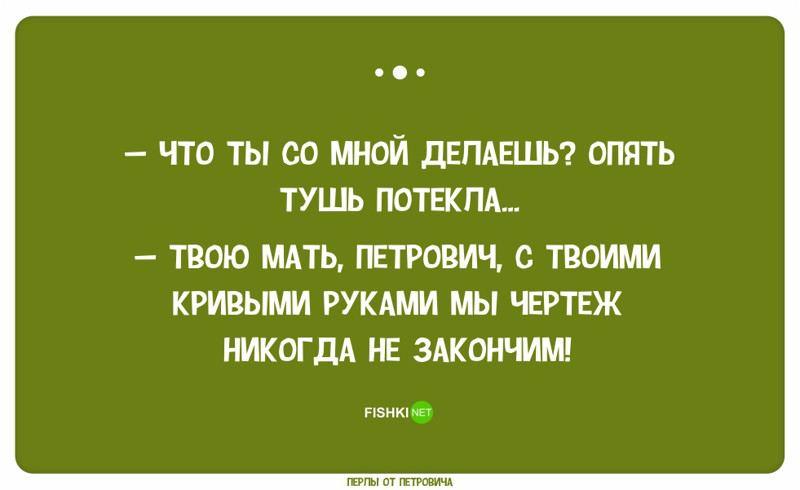 – ЧТО ТЫ СО МНОЙ ДЕЛАЕШЬ? ОПЯТЬ
ТУШЬ ПОТЕКЛА...
– ТВОЮ МАТЬ, ПЕТРОВИЧ, С ТВОИМИ
КРИВЫМИ РУКАМИ МЫ ЧЕРТЕЖ
НИКОГДА НЕ ЗАКОНЧИМ!
FISHKI NET
ПЕРЛЫ ОТ ПЕТРОВИЧА